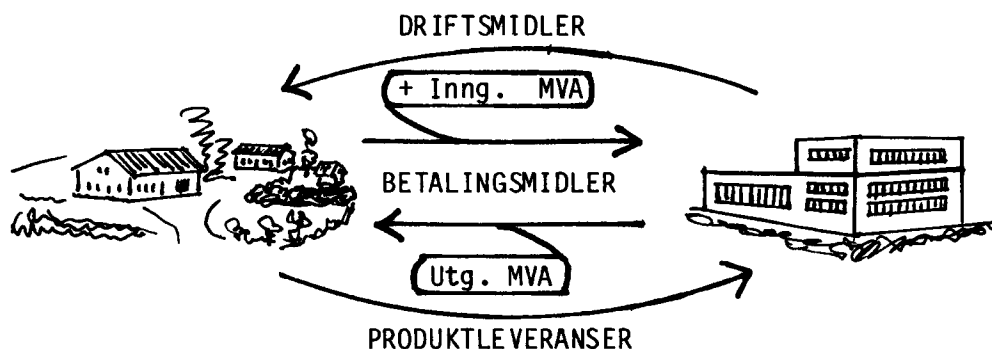 DRIFTSMIDLER
+ Inng. MVA
BETALINGSMIDLER
Utg. MVA
PRODUKTLEVERANSER